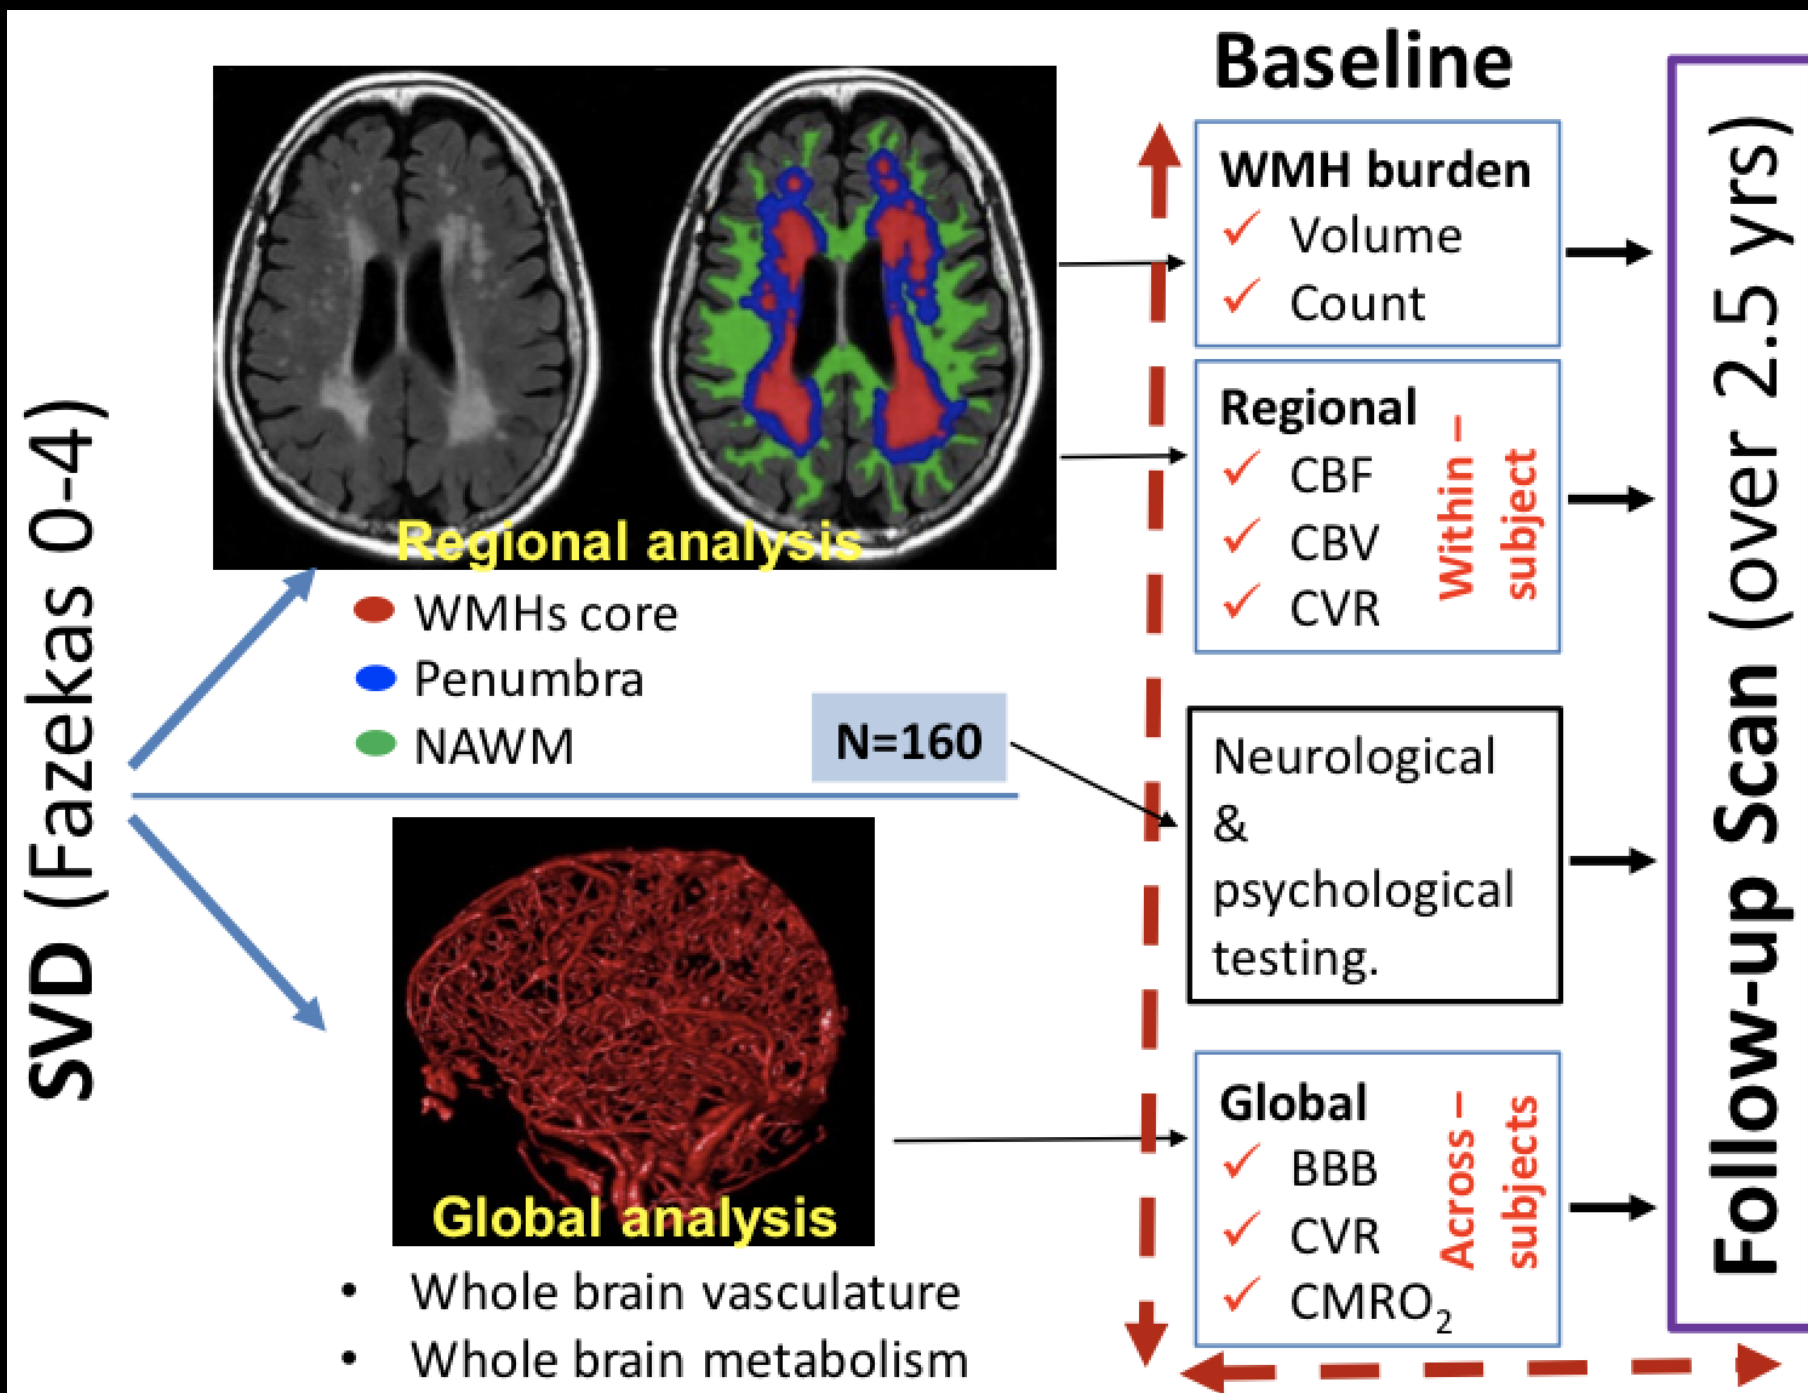 SVD (Fazekas 0-4)
Regional analysis
WMHs core
Penumbra
NAWM
N=160
Global analysis
• Whole brain vasculature
• Whole brain metabolism
Baseline
WMH burden
✓ Volume
✓ Count
Regional
✓ CBF
✓ CBV
✓ CVR
Within –
subject
Neurological
&
psychological
testing.
Global
✓ BBB
✓ CVR
✓ CMRO₂
Across –
subjects
Follow-up Scan (over 2.5 yrs)